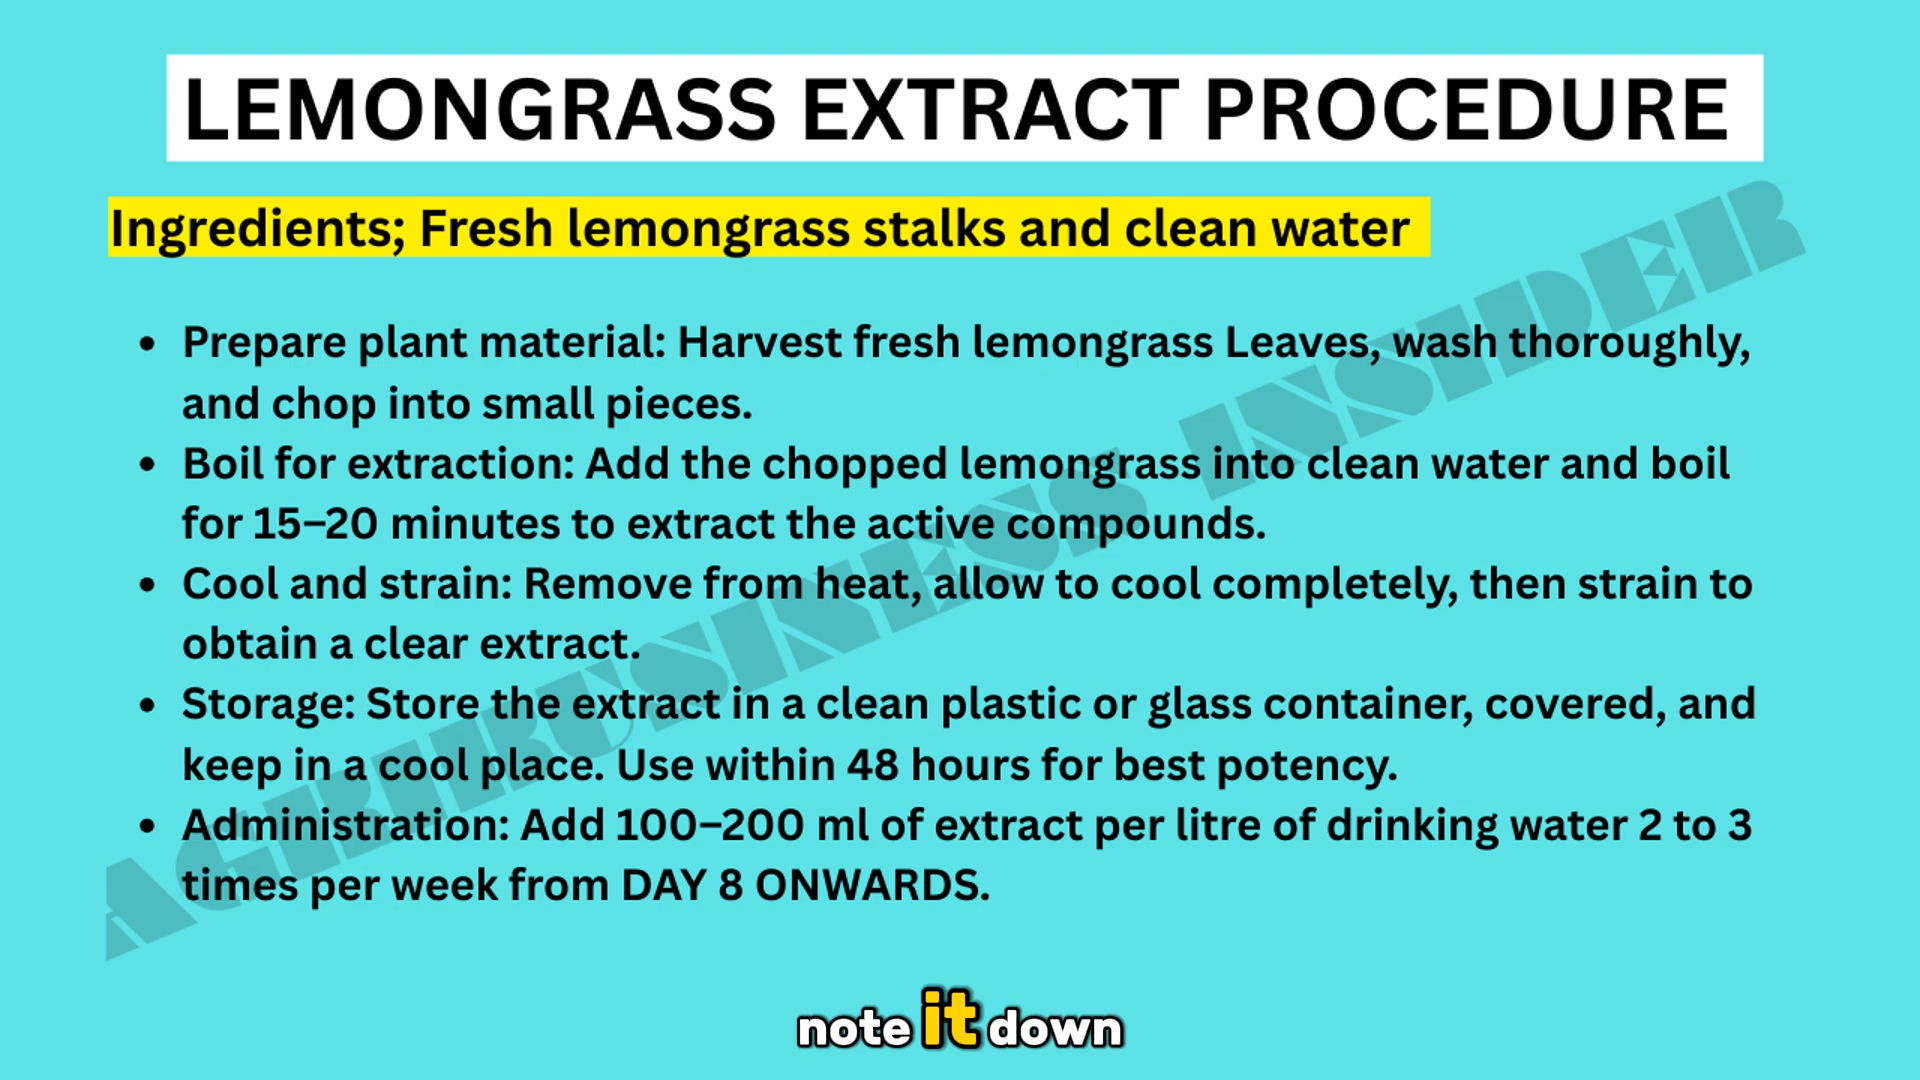 LEMONGRASS EXTRACT PROCEDURE
Ingredients; Fresh lemongrass stalks and clean water
• Prepare plant material: Harvest fresh lemongrass Leaves, wash thoroughly,
and chop into small pieces.
• Boil for extraction: Add the chopped lemongrass into clean water and boil
for 15–20 minutes to extract the active compounds.
• Cool and strain: Remove from heat, allow to cool completely, then strain to
obtain a clear extract.
• Storage: Store the extract in a clean plastic or glass container, covered, and
keep in a cool place. Use within 48 hours for best potency.
• Administration: Add 100–200 ml of extract per litre of drinking water 2 to 3
times per week from DAY 8 ONWARDS.
AGRIBUSINESS INSIDER
note it down